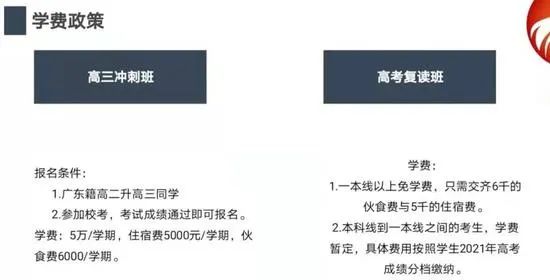 学费政策
高三冲刺班
报名条件：
1.广东籍高二升高三同学
2.参加校考，考试成绩通过即可报名。
学费：5万/学期，住宿费5000元/学期，伙
食费6000/学期。
高考复读班
学费：
1.一本线以上免学费，只需交齐6千的
伙食费与5千的住宿费。
2.本科线到一本线之间的考生，学费
暂定，具体费用按照学生2021年高考
成绩分档缴纳。